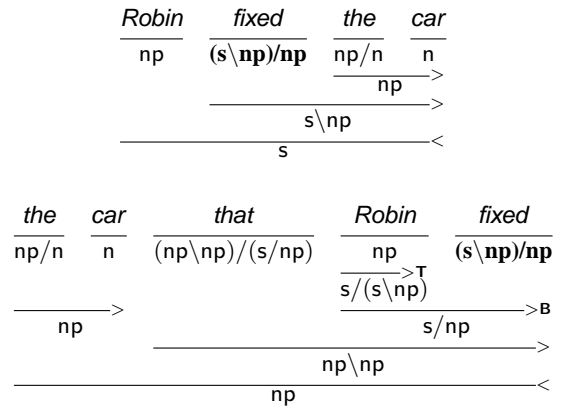 Robin fixed the car
np (s\np)/np np/n n
>
np
>
s\np
<
s
the car that Robin fixed
np/n n (np\np)/(s/np) np (s\np)/np
>T
s/(s\np)
> >B
np s/np
>
np\np
<
np